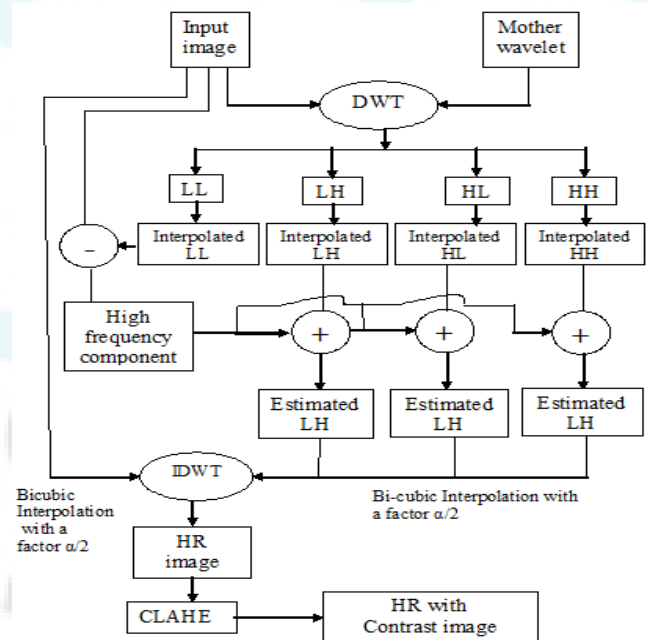 Input
image
Mother
wavelet
DWT
LL
LH
HL
HH
Interpolated
LL
Interpolated
LH
Interpolated
HL
Interpolated
HH
-
High
frequency
component
+
+
+
Estimated
LH
Estimated
LH
Estimated
LH
IDWT
Bicubic
Interpolation
with a
factor α/2
Bi-cubic Interpolation with
a factor α/2
HR
image
CLAHE
HR with
Contrast image